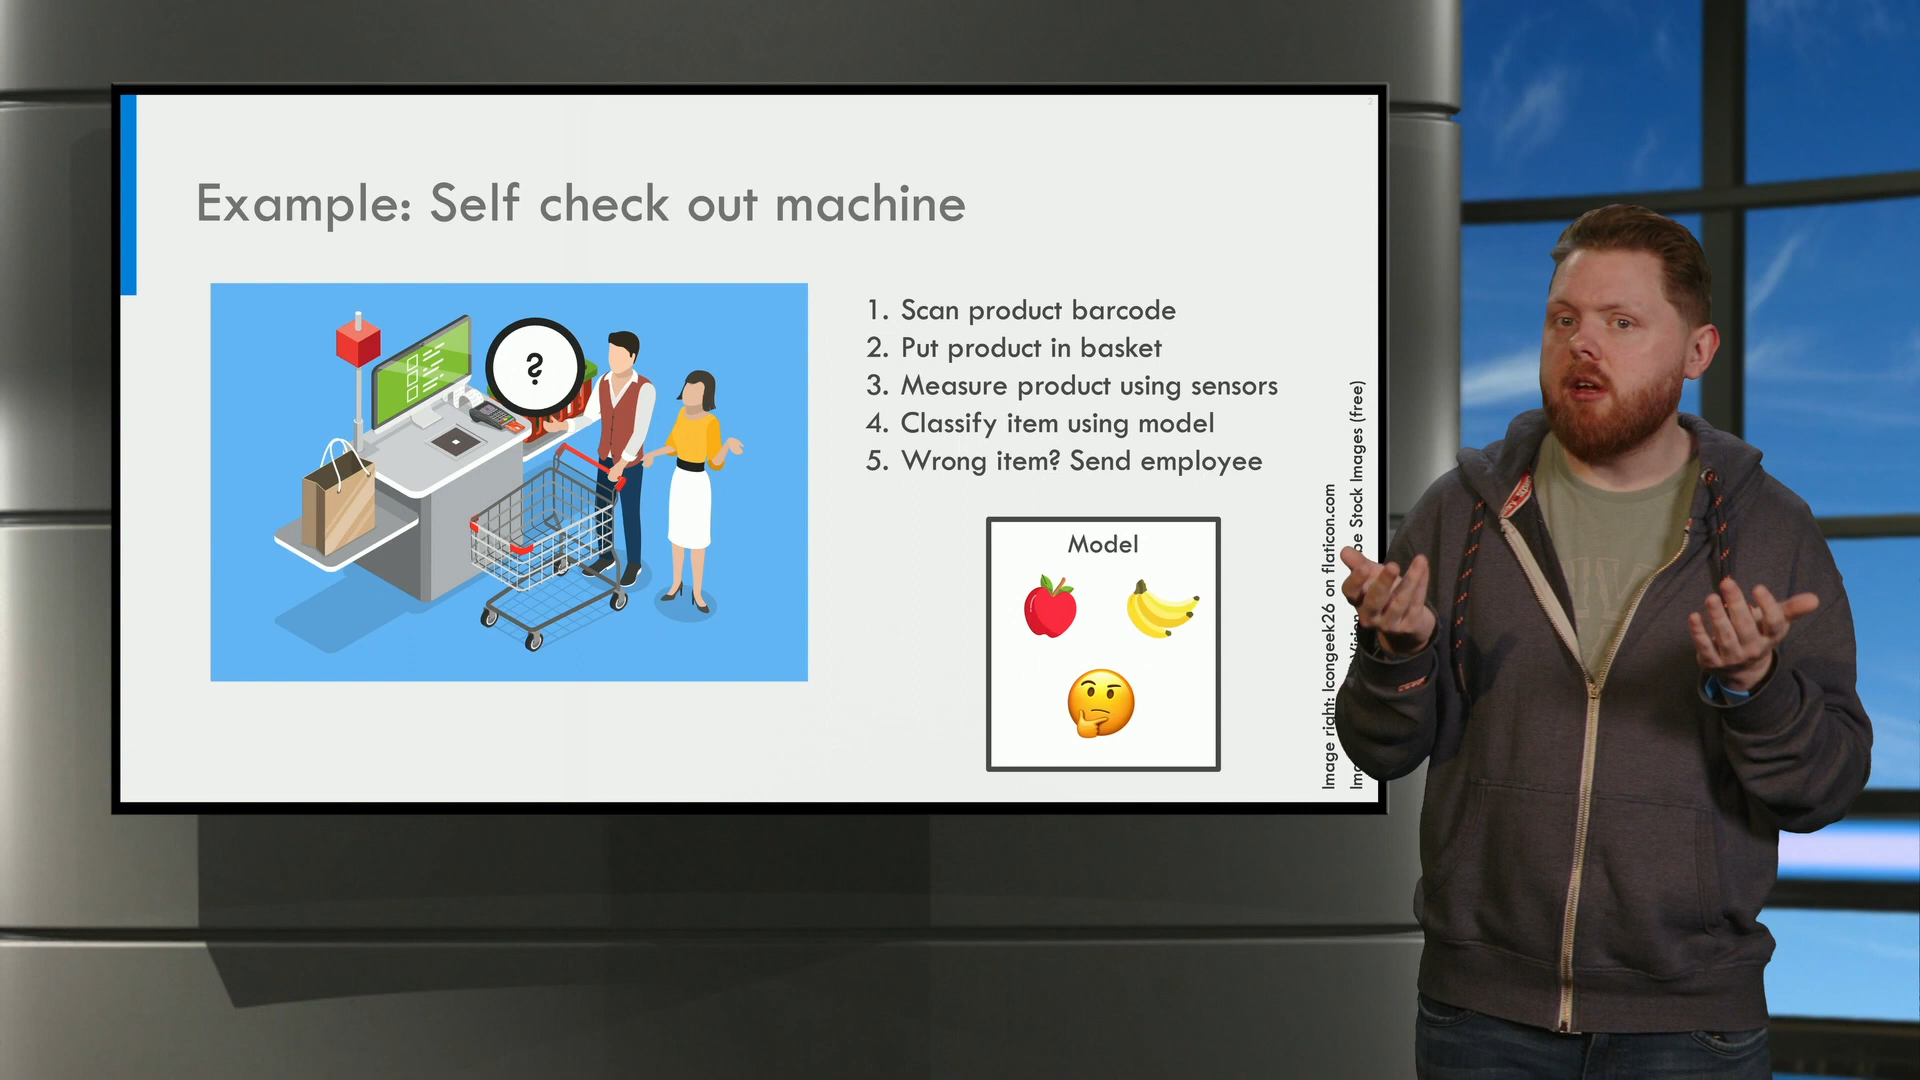 Example: Self check out machine
?
1. Scan product barcode
2. Put product in basket
3. Measure product using sensors
4. Classify item using model
5. Wrong item? Send employee
Model
Image right: Icongeek26 on flaticon.com
Stock Images (free)
2